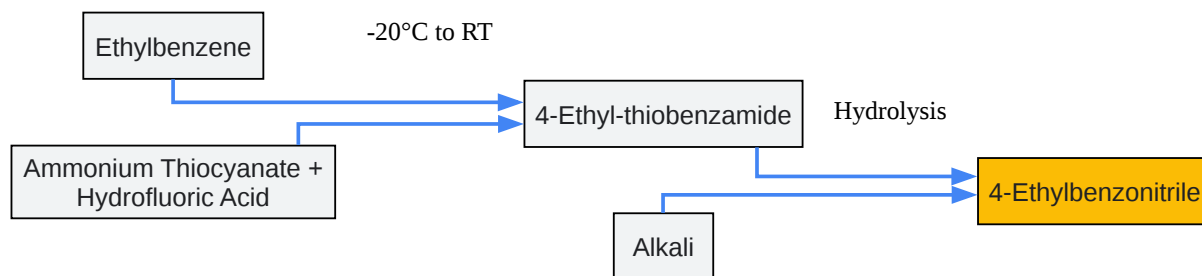 Ethylbenzene
-20°C to RT
4-Ethyl-thiobenzamide
Hydrolysis
Ammonium Thiocyanate +
Hydrofluoric Acid
4-Ethylbenzonitrile
Alkali